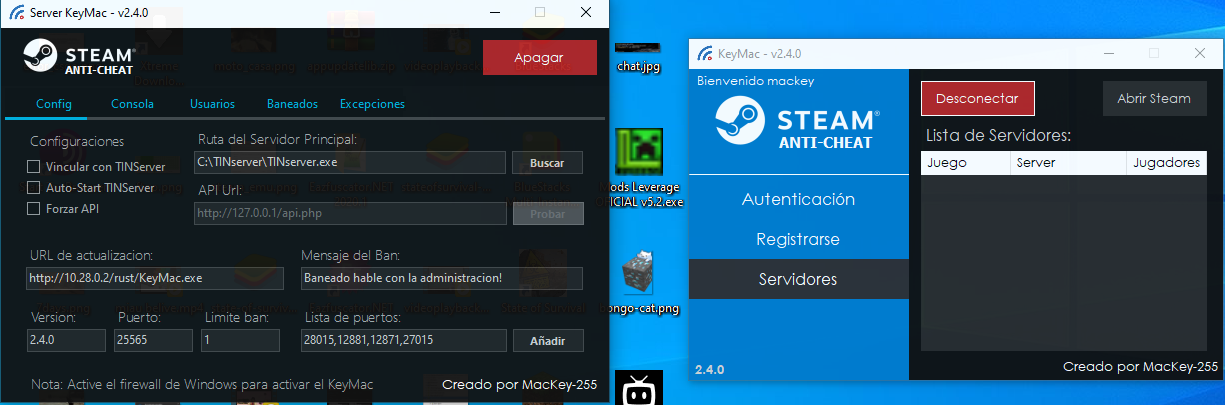 Server KeyMac - v2.4.0
STEAM®
ANTI-CHEAT
Apagar
Config
Consola
Usuarios
Baneados
Excepciones
Configuraciones
Vincular con TINServer
Auto-Start TINServer
Forzar API
Ruta del Servidor Principal:
C:\TINserver\TINserver.exe
Buscar
API Url:
http://127.0.0.1/api.php
Probar
URL de actualizacion:
http://10.28.0.2/rust/KeyMac.exe
Mensaje del Ban:
Baneado hable con la administracion!
Version:
2.4.0
Puerto:
25565
Limite ban:
1
Lista de puertos:
28015,12881,12871,27015
Añadir
Nota: Active el firewall de Windows para activar el KeyMac
Creado por MacKey-255
chat.jpg
Mods Leverage
v5.2.exe
ongo-cat.png
KeyMac - v2.4.0
Bienvenido mackey
STEAM®
ANTI-CHEAT
Autenticación
Registrarse
Servidores
2.4.0
Desconectar
Abrir Steam
Lista de Servidores:
Juego
Server
Jugadores
Creado por MacKey-255